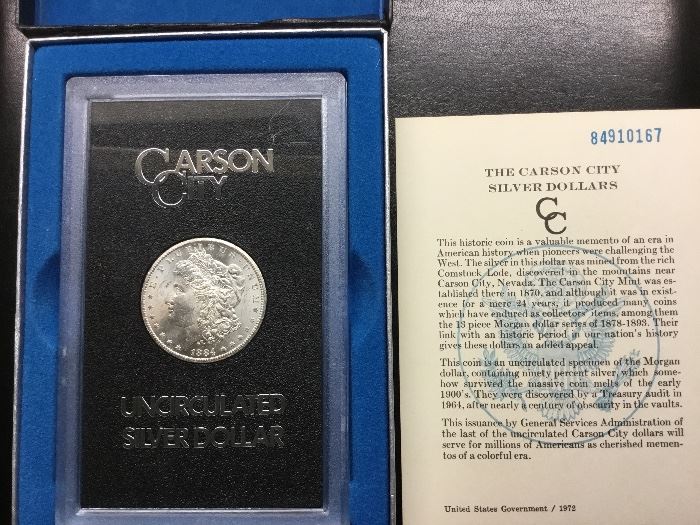 CARSON
CITY
E·PLURIBUS·UNUM
1884
UNCIRCULATED
SILVER DOLLAR
84910167
THE CARSON CITY
SILVER DOLLARS
CC
This historic coin is a valuable memento of an era in
American history when pioneers were challenging the
West. The silver in this dollar was mined from the rich
Comstock Lode, discovered in the mountains near
Carson City, Nevada. The Carson City Mint was es-
tablished there in 1870, and although it was in exist-
ence for a mere 24 years, it produced many coins
which have endured as collectors' items, among them
the 13 piece Morgan dollar series of 1878-1893. Their
link with an historic period in our nation's history
gives these dollars an added appeal.
This coin is an uncirculated specimen of the Morgan
dollar, containing ninety percent silver, which some-
how survived the massive coin melts of the early
1900's. They were discovered by a Treasury audit in
1964, after nearly a century of obscurity in the vaults.
This issuance by General Services Administration of
the last of the uncirculated Carson City dollars will
serve for millions of Americans as cherished memen-
tos of a colorful era.
United States Government / 1972